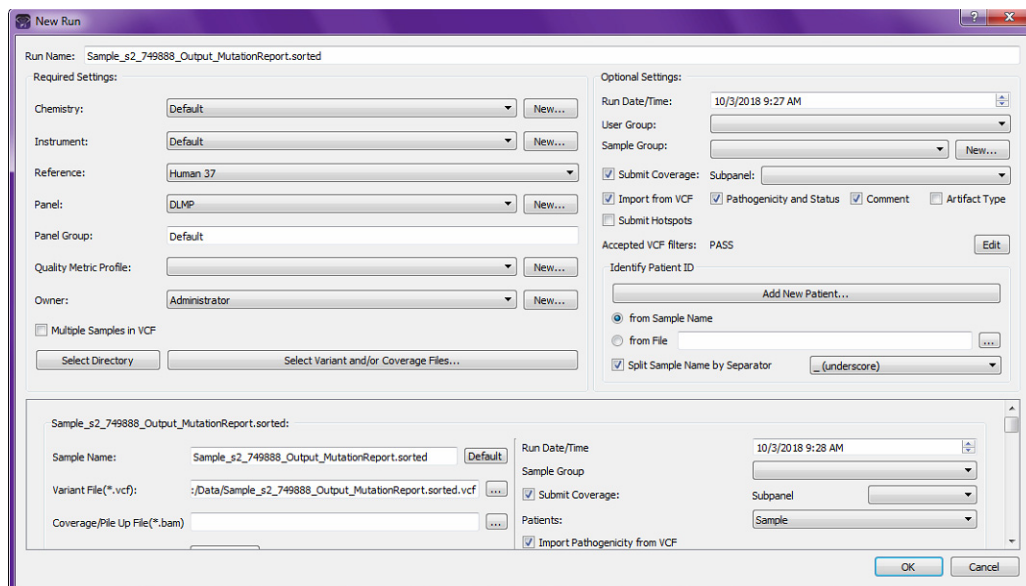 New Run
Run Name: Sample_s2_749888_Output_MutationReport.sorted
Required Settings:
Chemistry: Default New...
Instrument: Default New...
Reference: Human 37
Panel: DLMP New...
Panel Group: Default
Quality Metric Profile: New...
Owner: Administrator New...
Multiple Samples in VCF
Select Directory Select Variant and/or Coverage Files...
Optional Settings:
Run Date/Time: 10/3/2018 9:27 AM
User Group:
Sample Group: New...
Submit Coverage: Subpanel:
Import from VCF Pathogenicity and Status Comment Artifact Type
Submit Hotspots
Accepted VCF filters: PASS Edit
Identify Patient ID
Add New Patient...
from Sample Name
from File ...
Split Sample Name by Separator _ (underscore)
Sample_s2_749888_Output_MutationReport.sorted:
Sample Name: Sample_s2_749888_Output_MutationReport.sorted Default
Variant File(*.vcf): :/Data/Sample_s2_749888_Output_MutationReport.sorted.vcf ...
Coverage/Pile Up File(*.bam) ...
Run Date/Time 10/3/2018 9:28 AM
Sample Group
Submit Coverage: Subpanel
Patients: Sample
Import Pathogenicity from VCF
OK Cancel